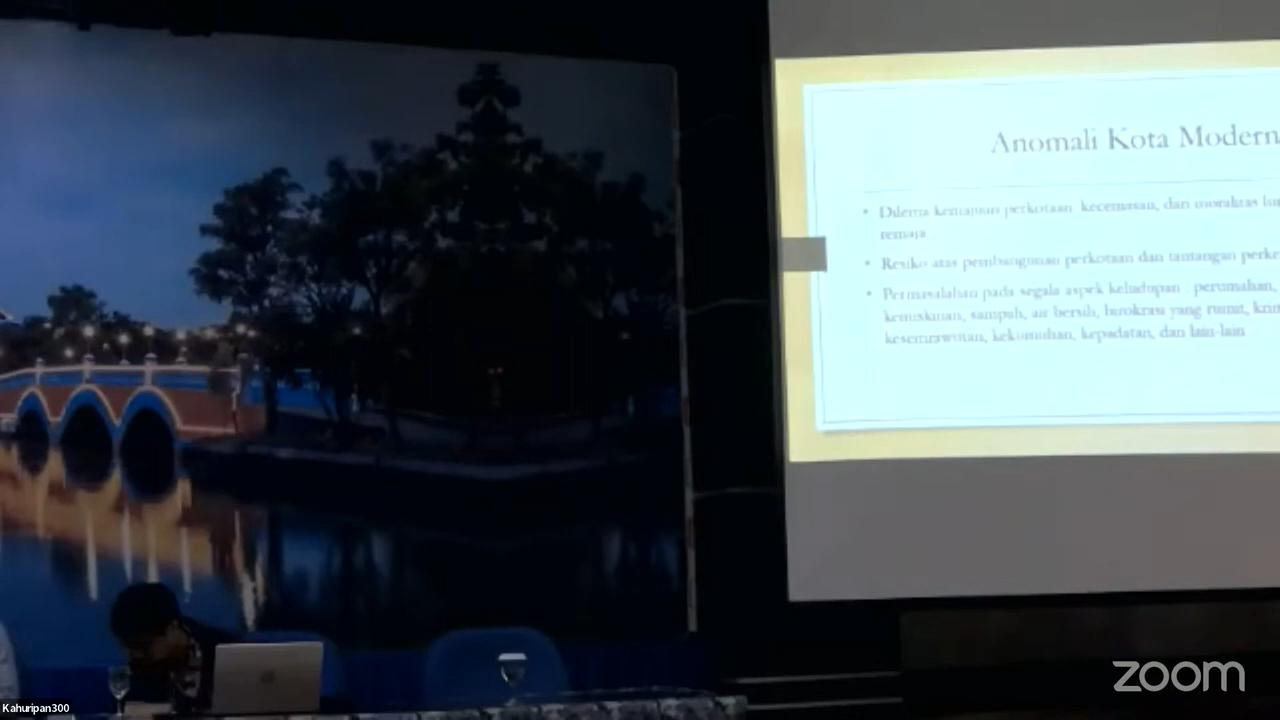 Anomali Kota Modern
• Dilema kemajuan perkotaan kecemasan, dan moralitas
remaja
• Resiko atas pembangunan perkotaan dan tantangan
• Permasalahan pada segala aspek kehidupan : perumahan,
kemiskinan, sampah, air bersih, birokrasi yang rumit,
kesemrawutan, kekumuhan, kepadatan, dan lain-lain
Kahuripan300
zoom